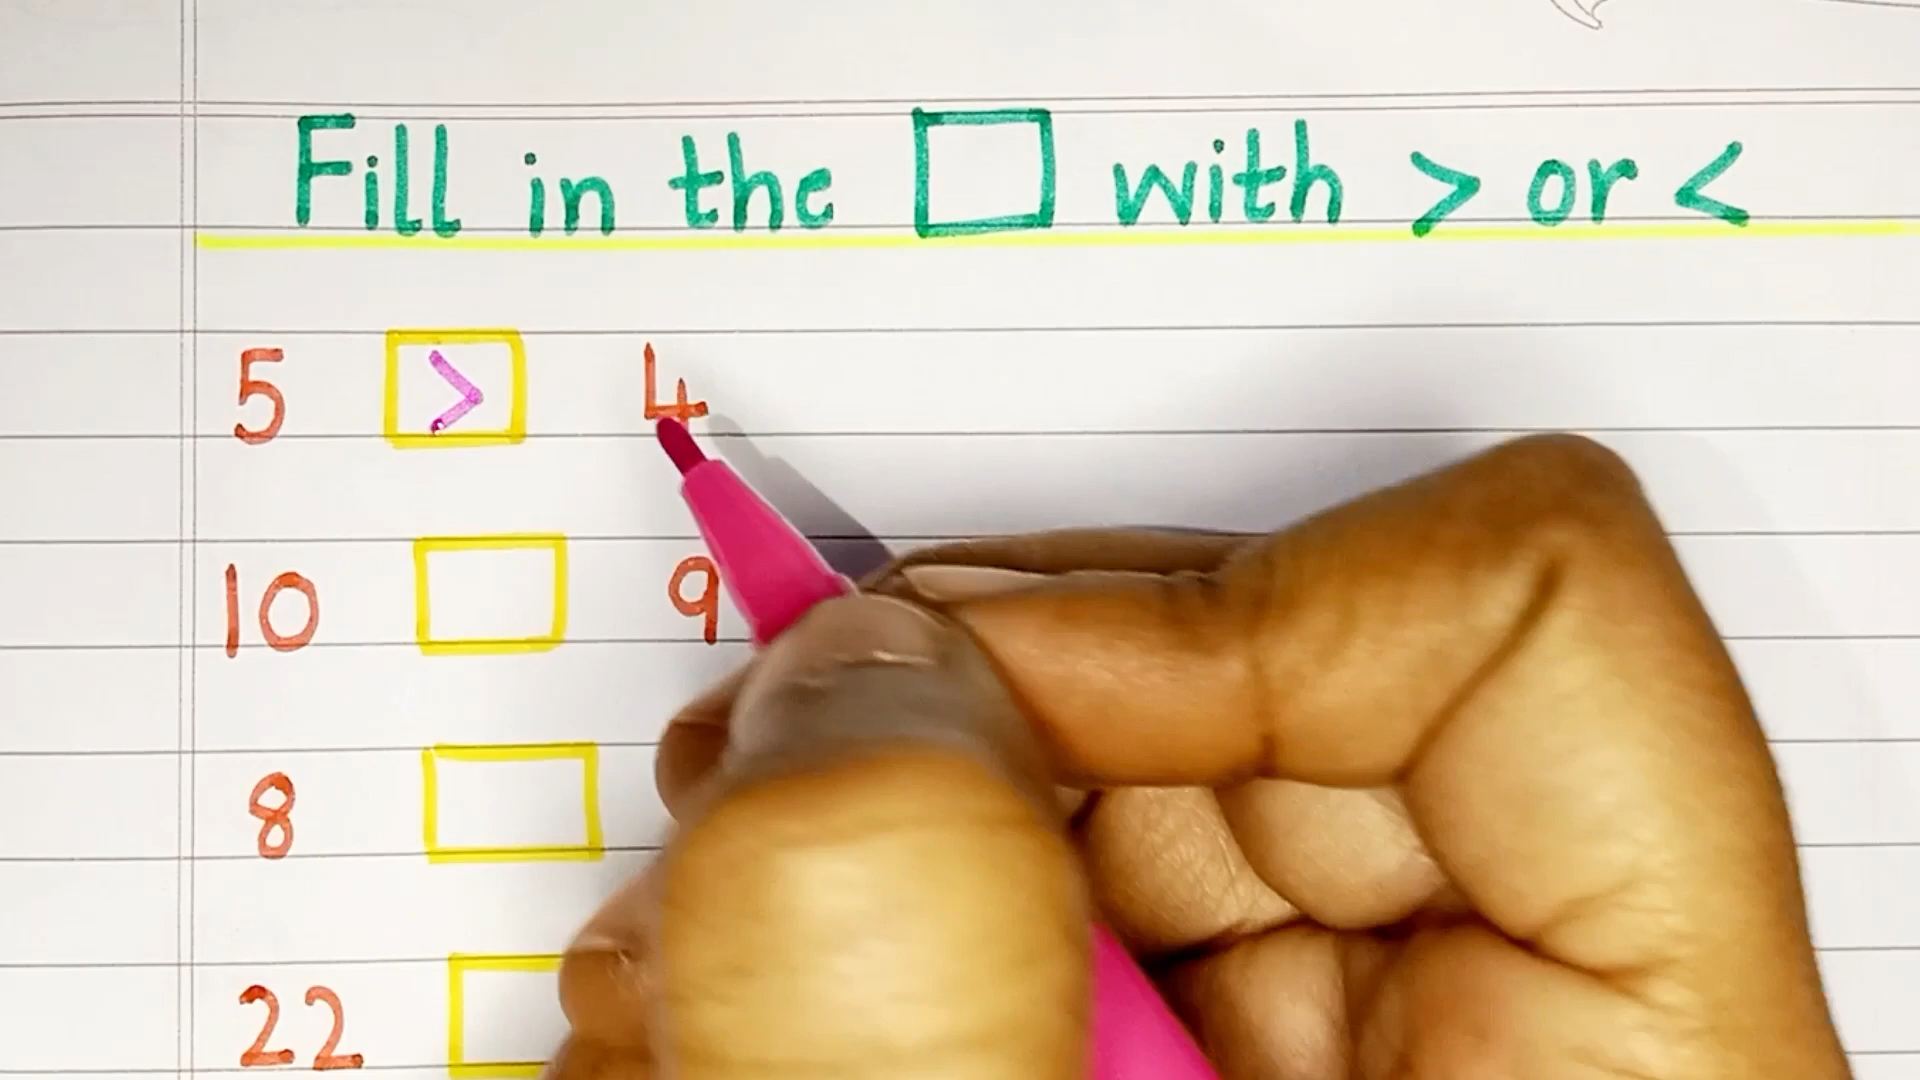 Fill in the □ with > or <
5 > 4
10 □ 9
8 □
22 □